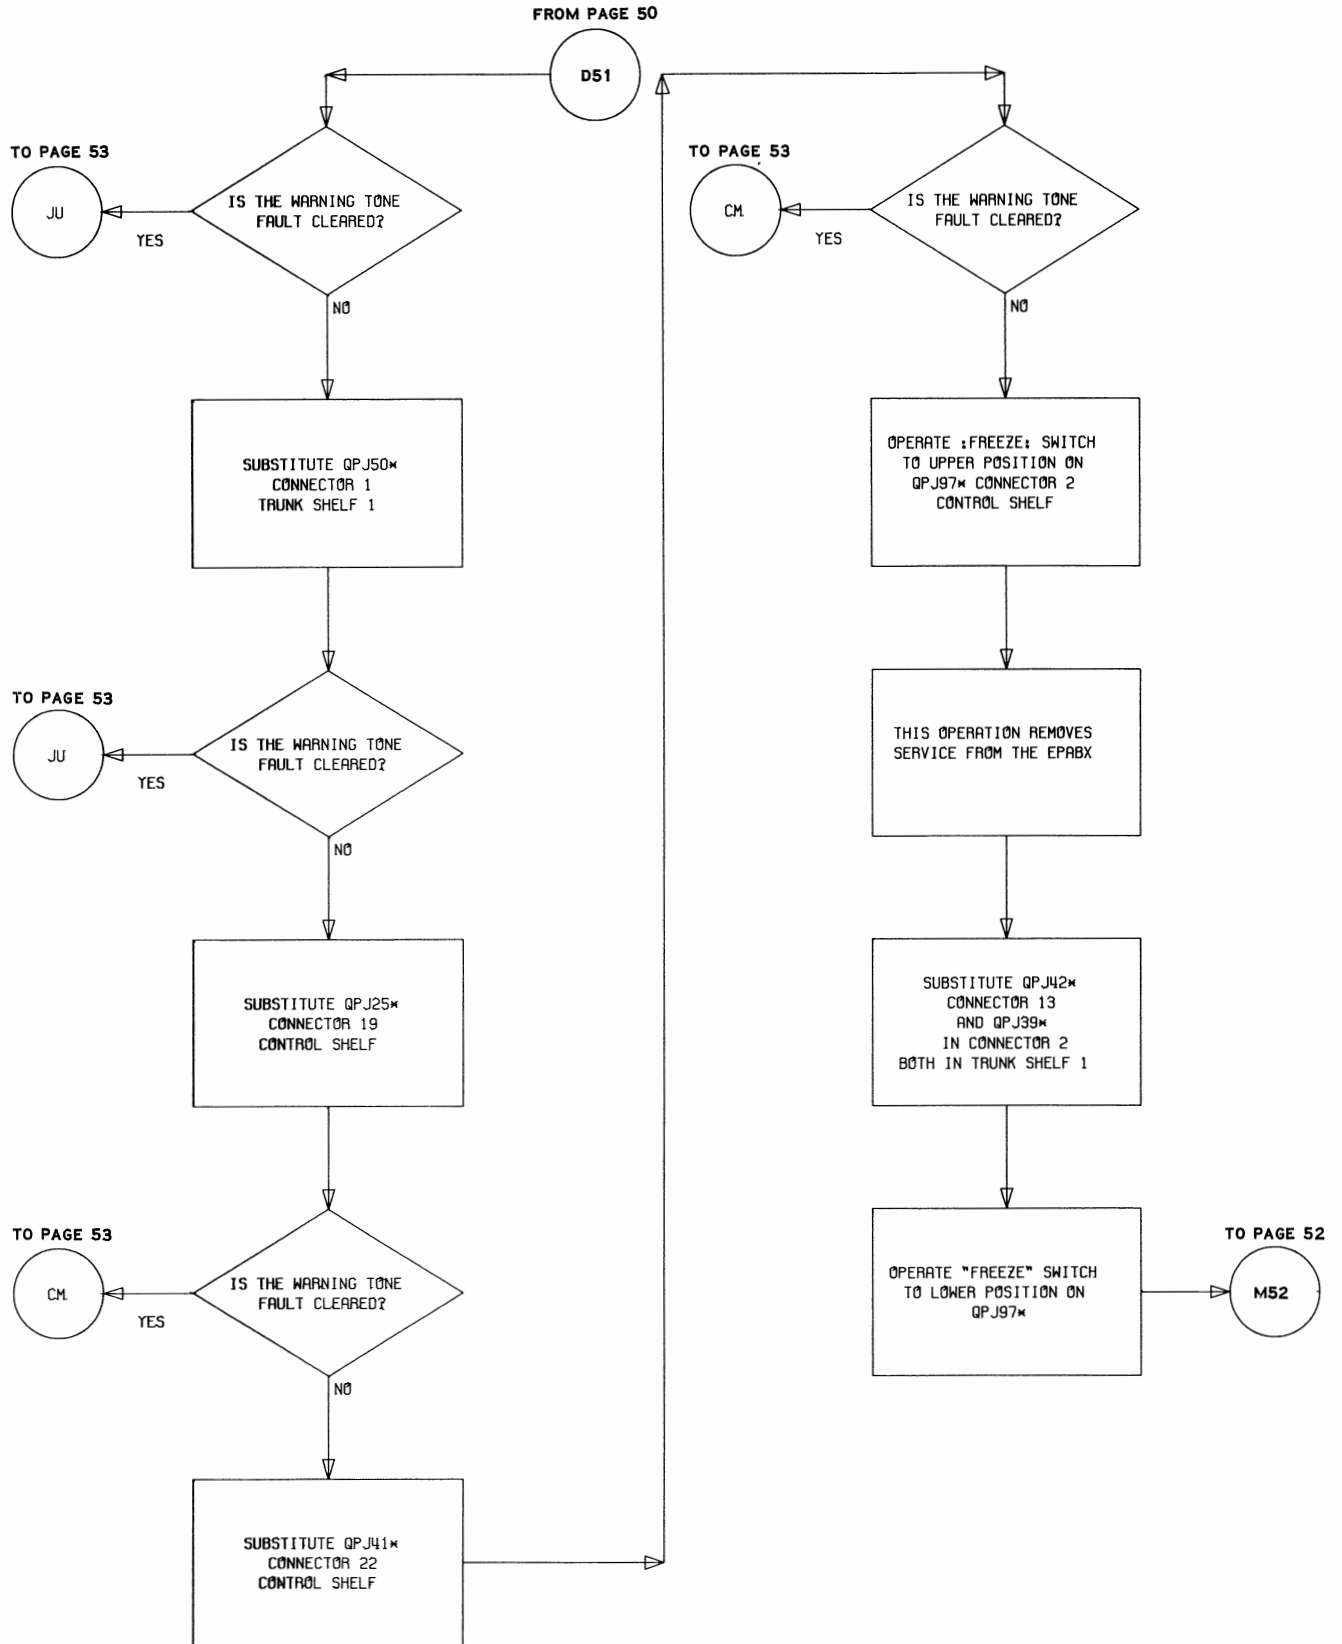 FROM PAGE 50
D51
TO PAGE 53
JU
YES
IS THE WARNING TONE
FAULT CLEARED?
NO
SUBSTITUTE QPJ50*
CONNECTOR 1
TRUNK SHELF 1
TO PAGE 53
JU
YES
IS THE WARNING TONE
FAULT CLEARED?
NO
SUBSTITUTE QPJ25*
CONNECTOR 19
CONTROL SHELF
TO PAGE 53
CM
YES
IS THE WARNING TONE
FAULT CLEARED?
NO
SUBSTITUTE QPJ41*
CONNECTOR 22
CONTROL SHELF
TO PAGE 53
CM
YES
IS THE WARNING TONE
FAULT CLEARED?
NO
OPERATE :FREEZE: SWITCH
TO UPPER POSITION ON
QPJ97* CONNECTOR 2
CONTROL SHELF
THIS OPERATION REMOVES
SERVICE FROM THE EPABX
SUBSTITUTE QPJ42*
CONNECTOR 13
AND QPJ39*
IN CONNECTOR 2
BOTH IN TRUNK SHELF 1
OPERATE "FREEZE" SWITCH
TO LOWER POSITION ON
QPJ97*
TO PAGE 52
M52